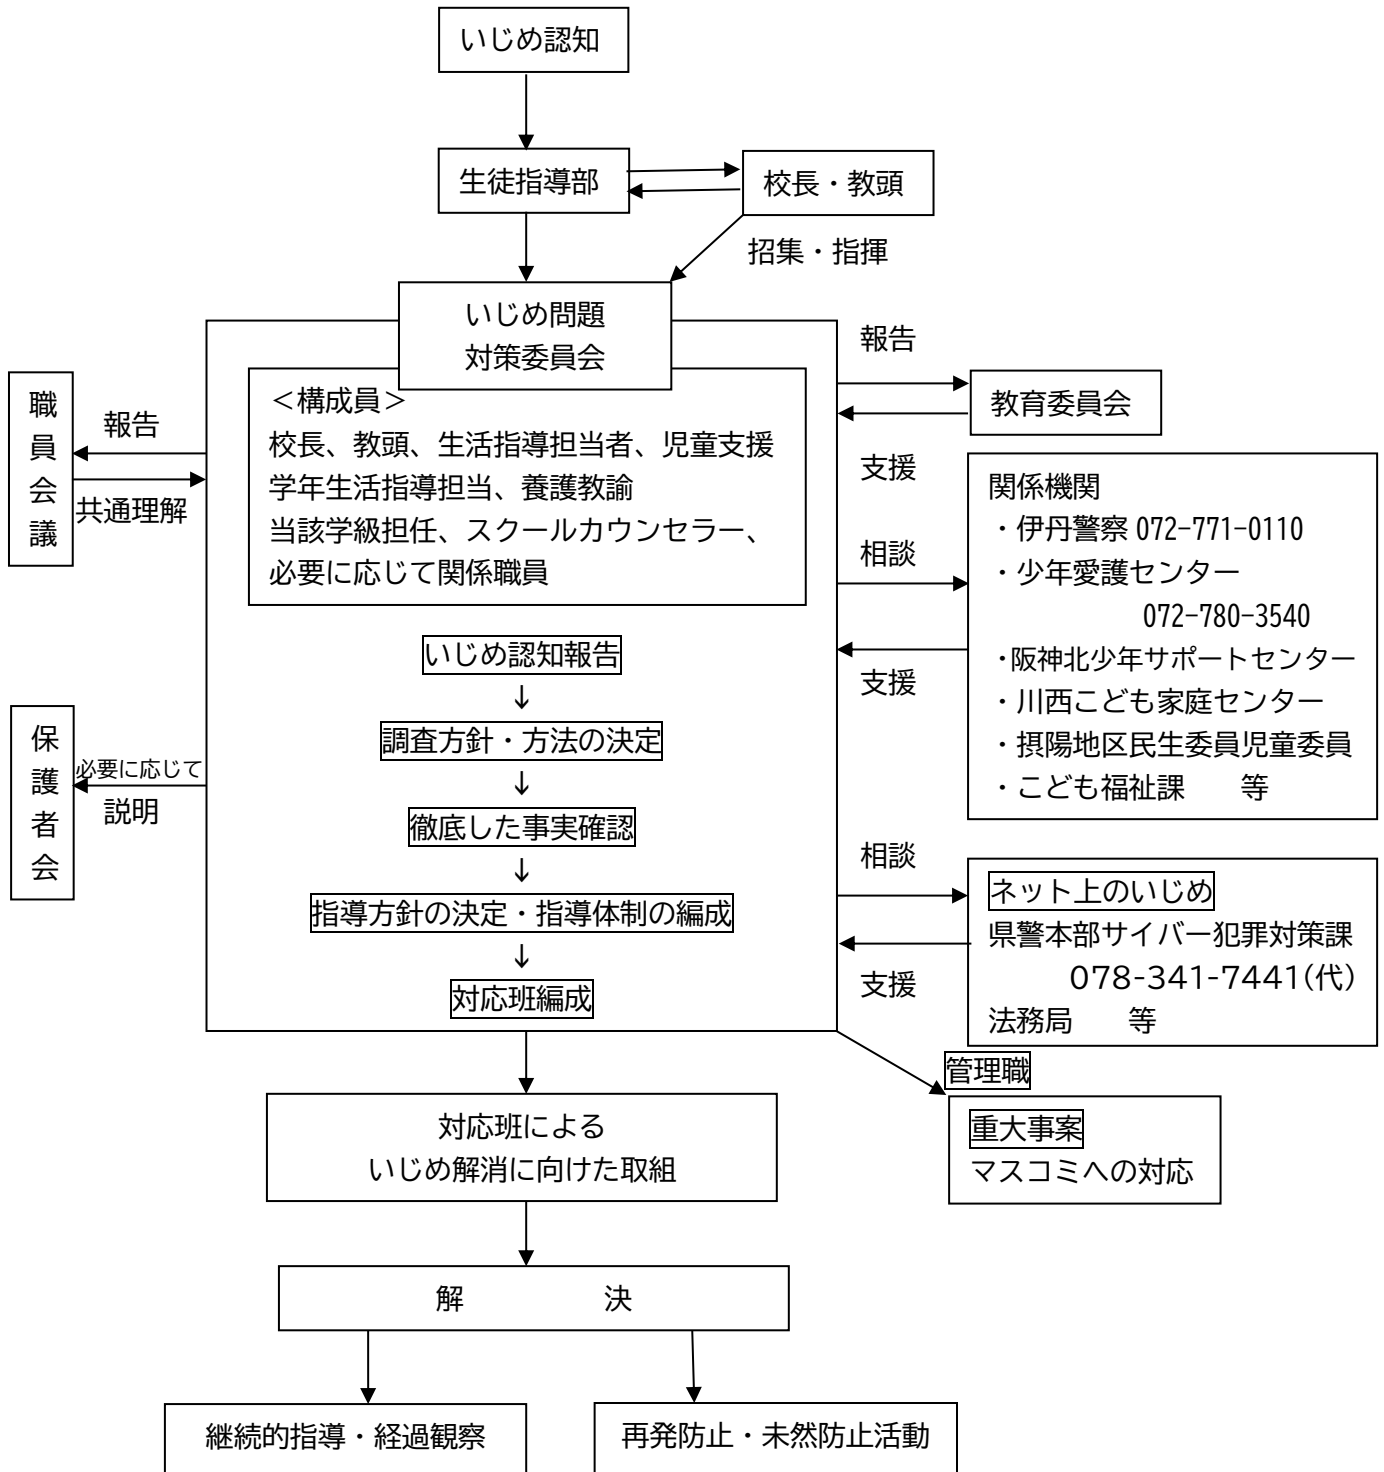 いじめ認知
生徒指導部
校長・教頭
招集・指揮
いじめ問題
対策委員会
＜構成員＞
校長、教頭、生活指導担当者、児童支援
学年生活指導担当、養護教諭
当該学級担任、スクールカウンセラー、
必要に応じて関係職員
職員会議
報告
共通理解
保護者会
必要に応じて
説明
いじめ認知報告
↓
調査方針・方法の決定
↓
徹底した事実確認
↓
指導方針の決定・指導体制の編成
↓
対応班編成
報告
教育委員会
支援
相談
支援
関係機関
・伊丹警察 072-771-0110
・少年愛護センター
072-780-3540
・阪神北少年サポートセンター
・川西こども家庭センター
・摂陽地区民生委員児童委員
・こども福祉課　　等
相談
支援
ネット上のいじめ
県警本部サイバー犯罪対策課
078-341-7441(代)
法務局　　等
管理職
重大事案
マスコミへの対応
対応班による
いじめ解消に向けた取組
解　　　　　決
継続的指導・経過観察
再発防止・未然防止活動